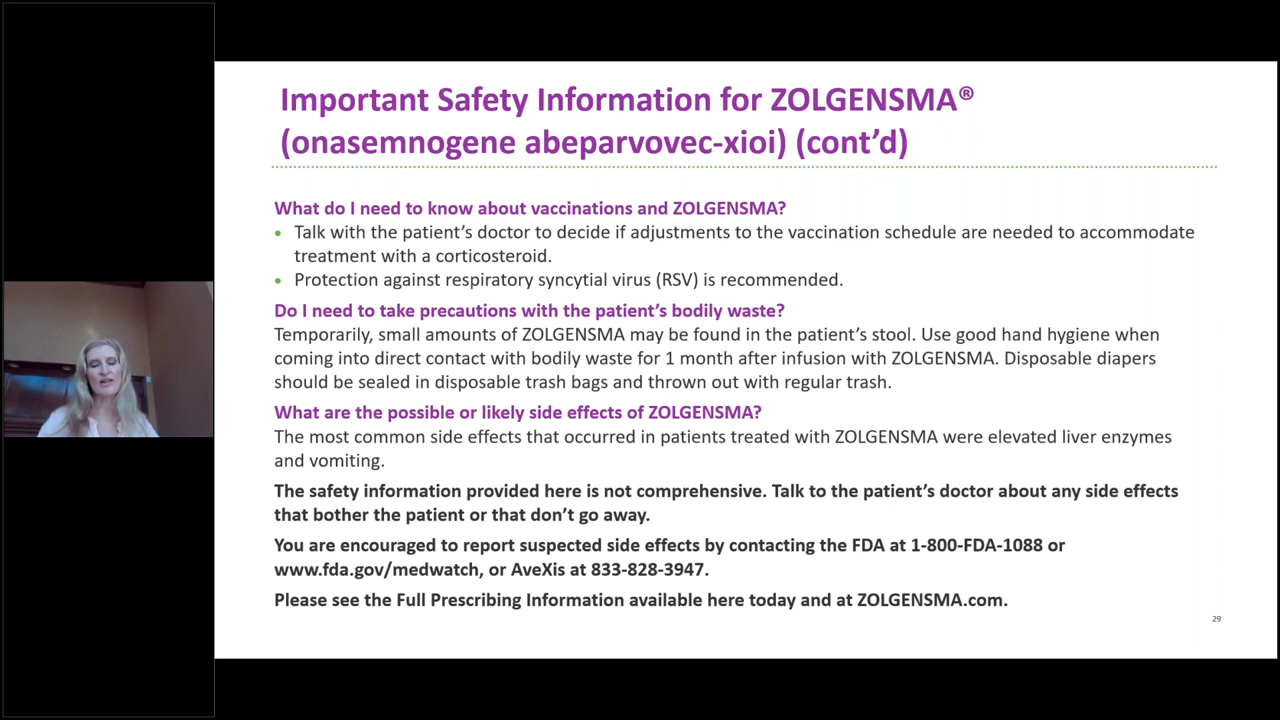 Important Safety Information for ZOLGENSMA®
(onasemnogene abeparvovec-xioi) (cont’d)
What do I need to know about vaccinations and ZOLGENSMA?
• Talk with the patient’s doctor to decide if adjustments to the vaccination schedule are needed to accommodate
treatment with a corticosteroid.
• Protection against respiratory syncytial virus (RSV) is recommended.
Do I need to take precautions with the patient’s bodily waste?
Temporarily, small amounts of ZOLGENSMA may be found in the patient’s stool. Use good hand hygiene when
coming into direct contact with bodily waste for 1 month after infusion with ZOLGENSMA. Disposable diapers
should be sealed in disposable trash bags and thrown out with regular trash.
What are the possible or likely side effects of ZOLGENSMA?
The most common side effects that occurred in patients treated with ZOLGENSMA were elevated liver enzymes
and vomiting.
The safety information provided here is not comprehensive. Talk to the patient’s doctor about any side effects
that bother the patient or that don’t go away.
You are encouraged to report suspected side effects by contacting the FDA at 1-800-FDA-1088 or
www.fda.gov/medwatch, or AveXis at 833-828-3947.
Please see the Full Prescribing Information available here today and at ZOLGENSMA.com.
29